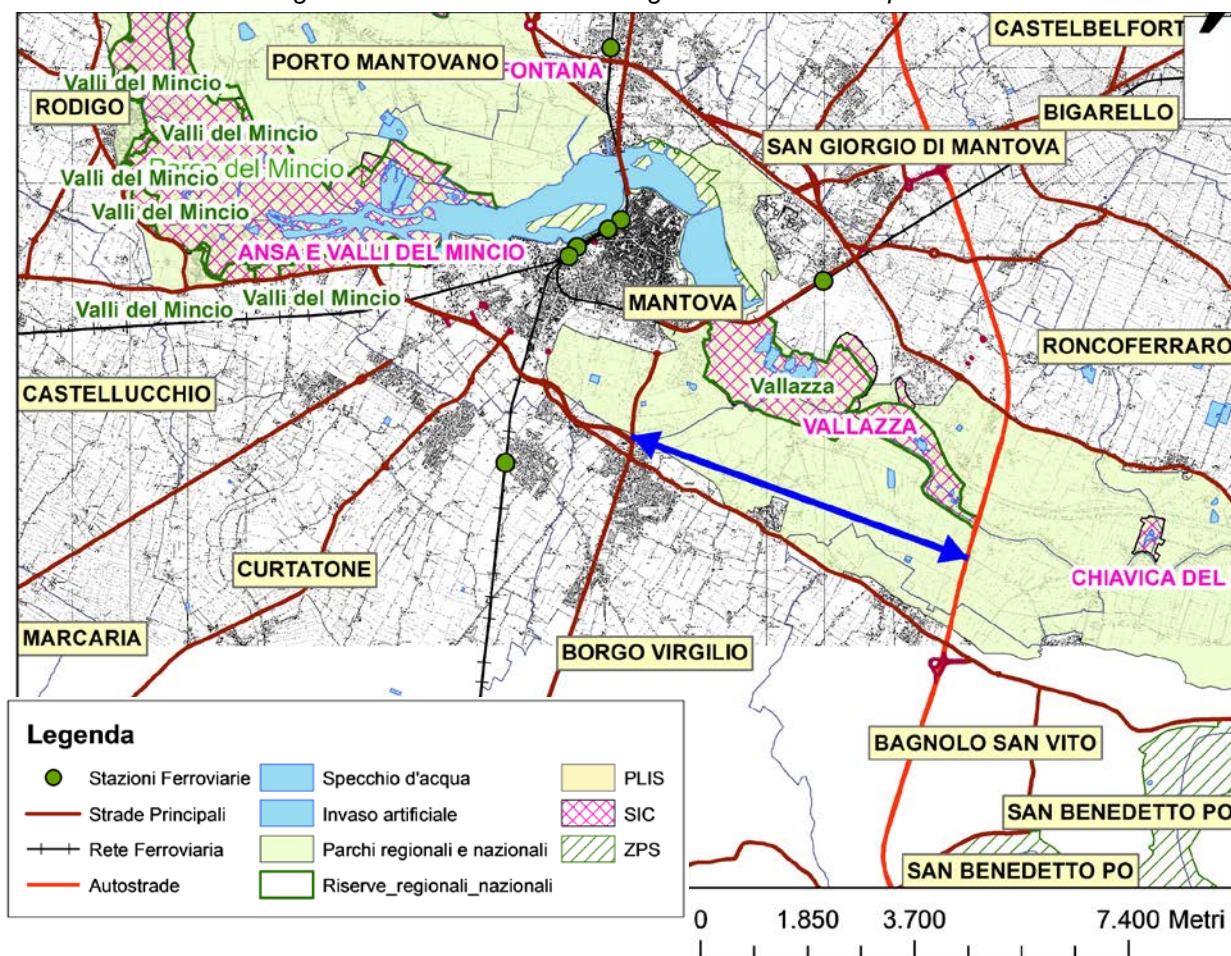 CASTELBELFORT
PORTO MANTOVANO
FONTANA
Valli del Mincio
RODIGO
BIGARELLO
Valli del Mincio
SAN GIORGIO DI MANTOVA
Parco del Mincio
Valli del Mincio
Valli del Mincio
ANSA E VALLI DEL MINCIO
Valli del Mincio
Valli del Mincio
MANTOVA
RONCOFERRARO
CASTELLUCCHIO
Vallazza
VALLAZZA
CURTATONE
CHIAVICA DEL
MARCARIA
BORGO VIRGILIO
BAGNOLO SAN VITO
SAN BENEDETTO PO
SAN BENEDETTO PO
Legenda
Stazioni Ferroviarie
Strade Principali
Rete Ferroviaria
Autostrade
Specchio d'acqua
Invaso artificiale
Parchi regionali e nazionali
Riserve_regionali_nazionali
PLIS
SIC
ZPS
0 1.850 3.700 7.400 Metri